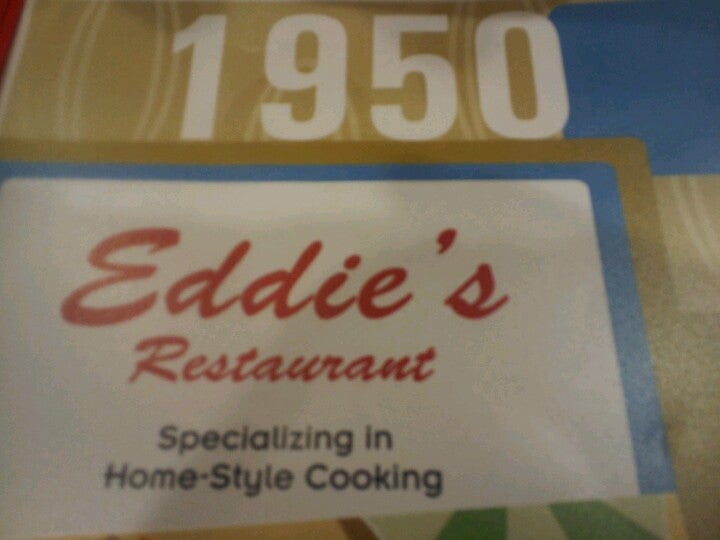 1950
Eddie's
Restaurant
Specializing in
Home-Style Cooking